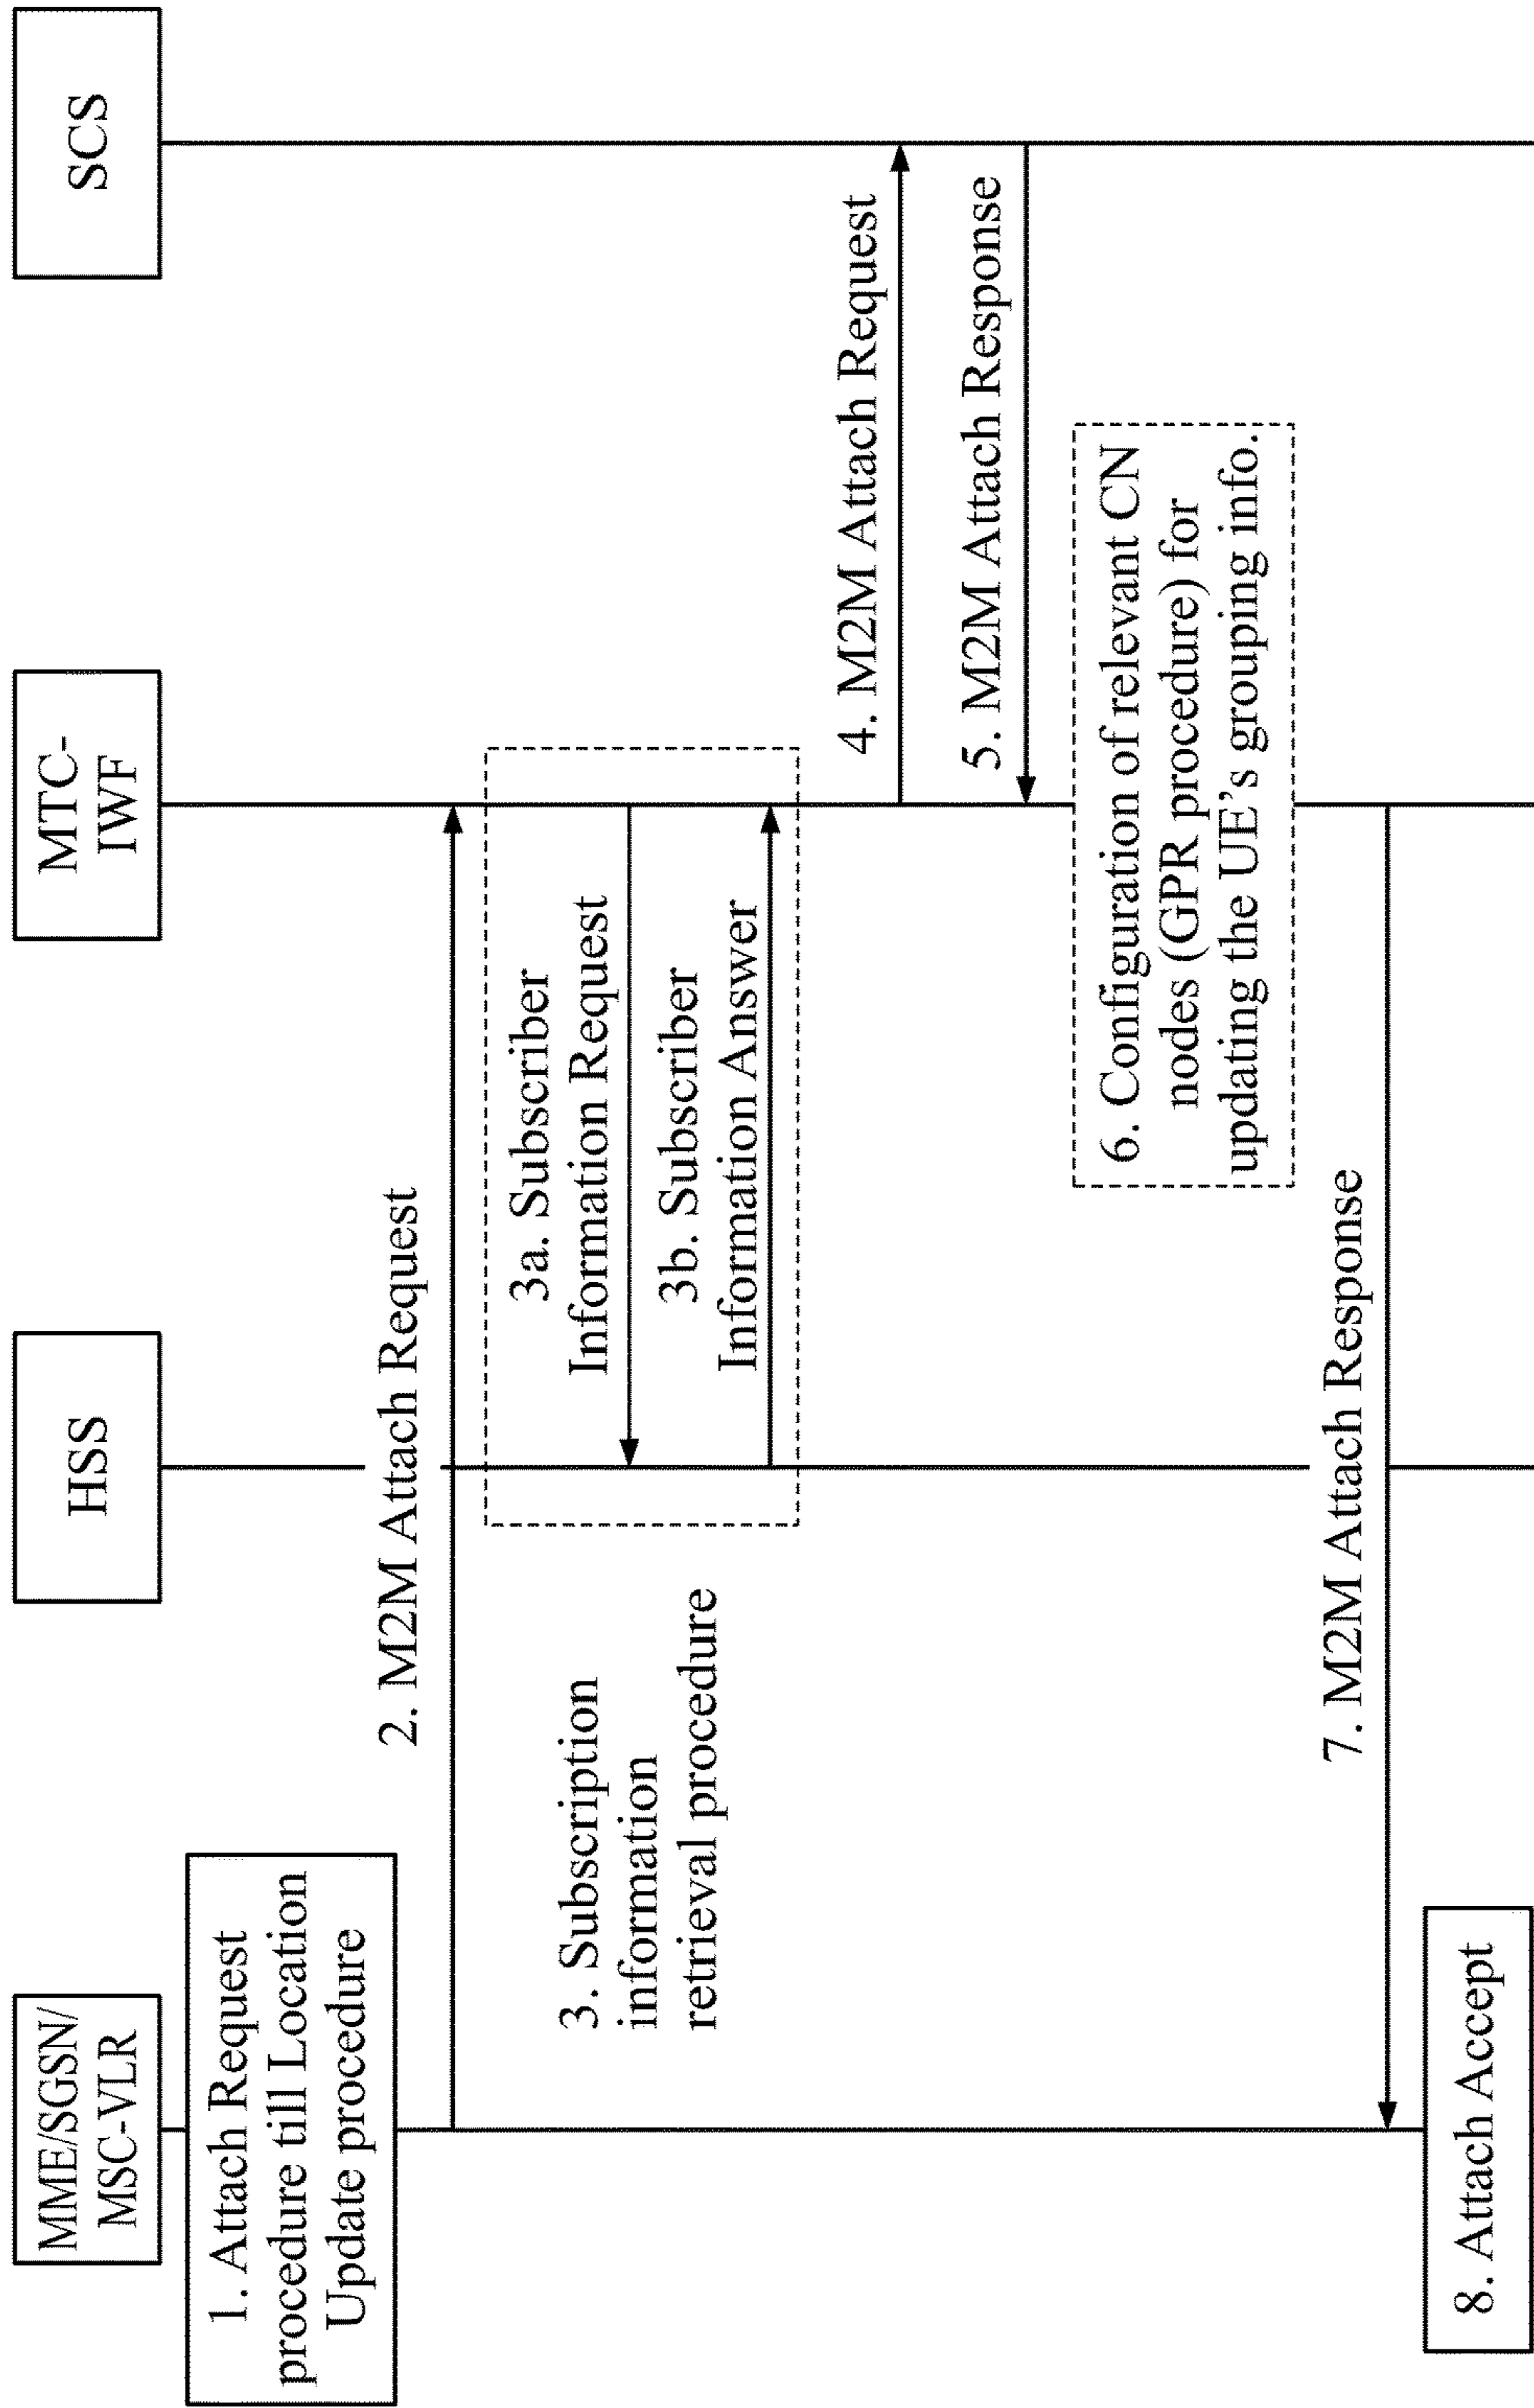 MME/SGSN/
MSC-VLR
HSS
MTC-
IWF
SCS
1. Attach Request
procedure till Location
Update procedure
2. M2M Attach Request
3. Subscription
information
retrieval procedure
3a. Subscriber
Information Request
3b. Subscriber
Information Answer
4. M2M Attach Request
5. M2M Attach Response
6. Configuration of relevant CN
nodes (GPR procedure) for
updating the UE's grouping info.
7. M2M Attach Response
8. Attach Accept